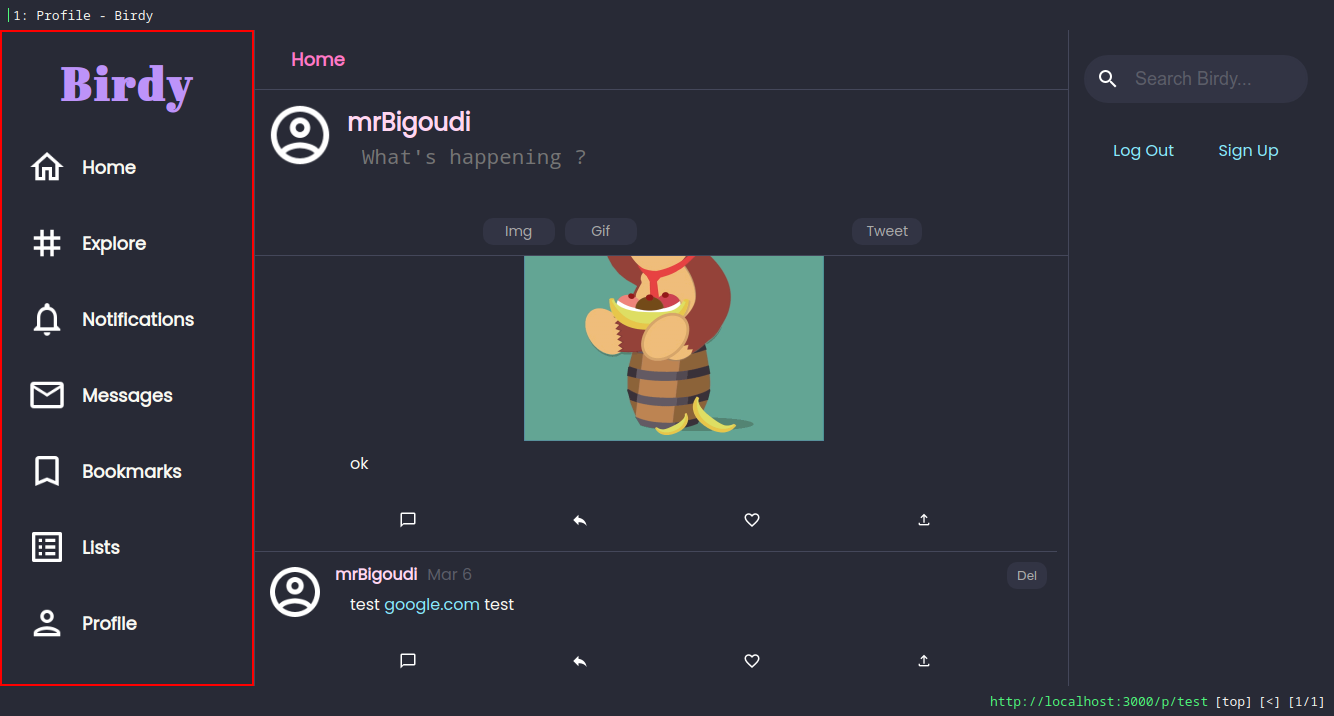 1: Profile - Birdy
Birdy
Home
Explore
Notifications
Messages
Bookmarks
Lists
Profile
Home
mrBigoudi
What's happening ?
Img Gif Tweet
ok
mrBigoudi Mar 6 Del
test google.com test
Search Birdy...
Log Out Sign Up
http://localhost:3000/p/test [top] [<] [1/1]